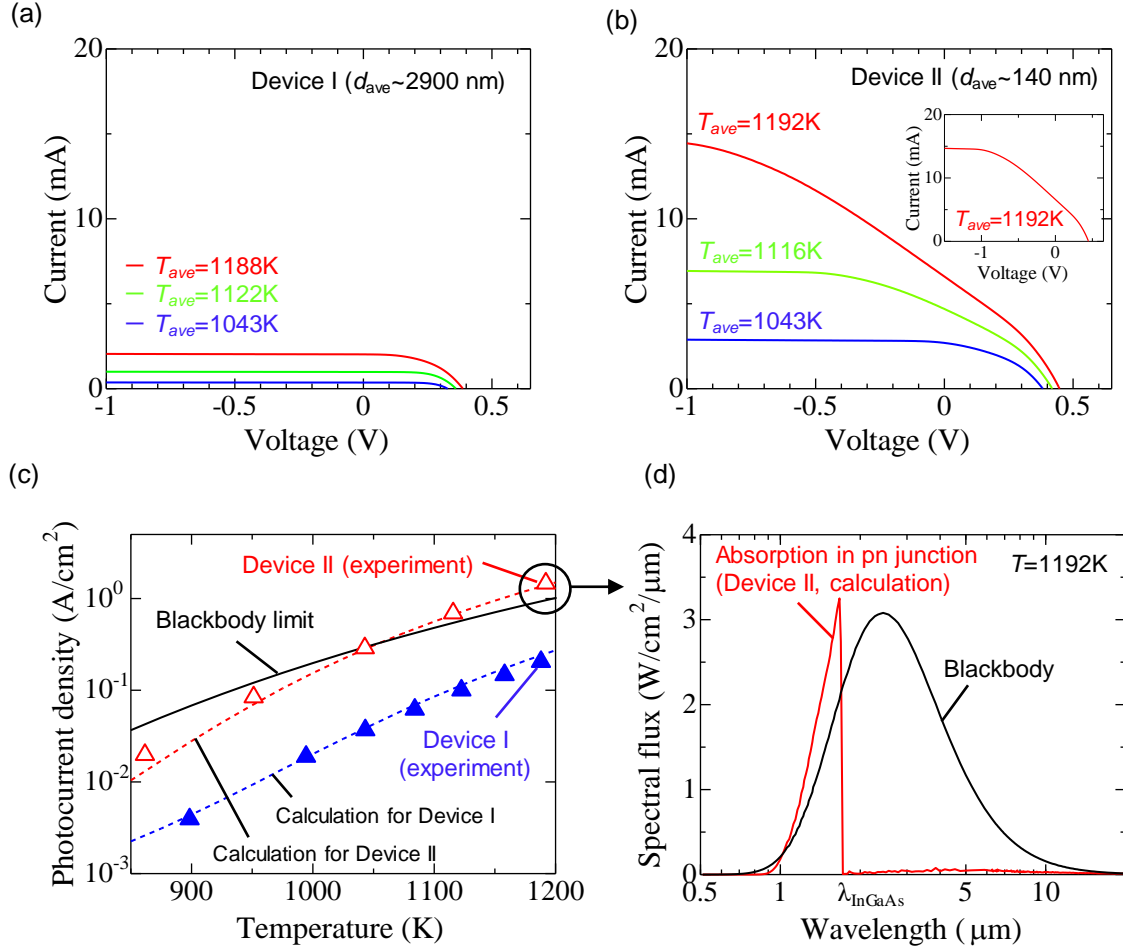 (a)
20
10
0
Current (mA)
Device I (dave~2900 nm)
Tave=1188K
Tave=1122K
Tave=1043K
-1
-0.5
0
0.5
Voltage (V)
(b)
20
10
0
Current (mA)
Device II (dave~140 nm)
Tave=1192K
Tave=1116K
Tave=1043K
20
10
0
Current (mA)
Tave=1192K
-1
0
Voltage (V)
-1
-0.5
0
0.5
Voltage (V)
(c)
10⁰
10⁻¹
10⁻²
10⁻³
Photocurrent density (A/cm²)
Device II (experiment)
Blackbody limit
Device I
(experiment)
Calculation for Device I
Calculation for Device II
900
1000
1100
1200
Temperature (K)
(d)
4
3
2
1
0
Spectral flux (W/cm²/μm)
Absorption in pn junction
(Device II, calculation)
T=1192K
Blackbody
0.5
1
λInGaAs
5
10
Wavelength ( μm)